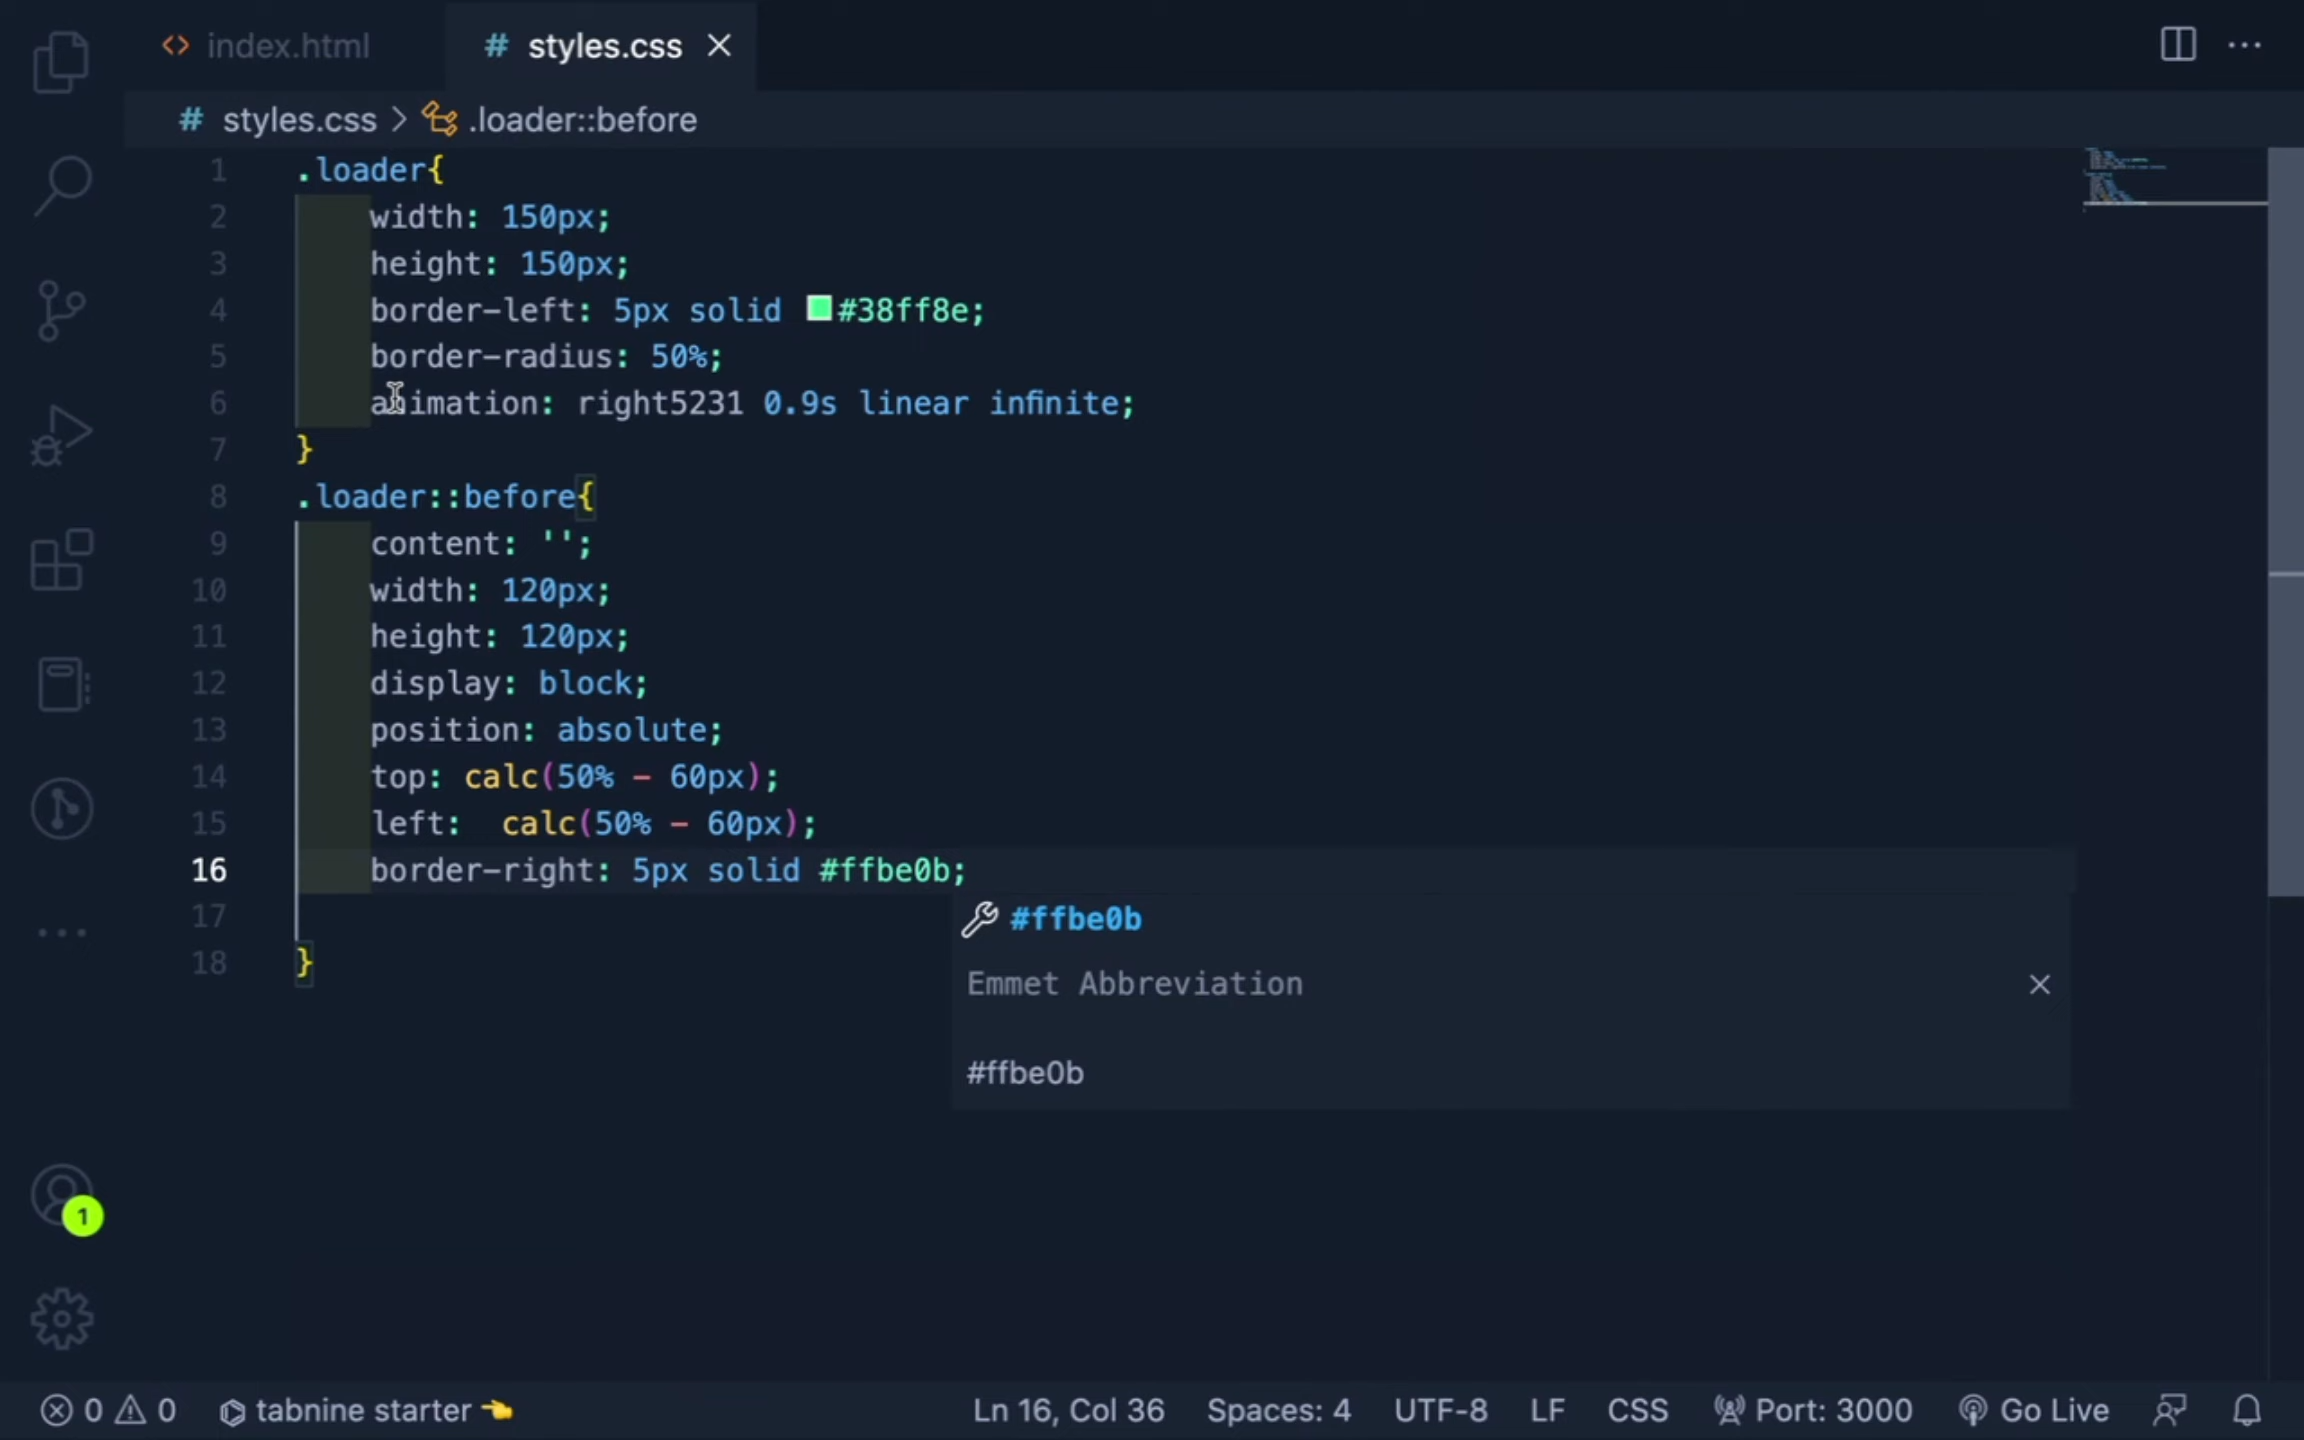 <> index.html # styles.css ×
# styles.css > .loader::before
1 .loader{
2 width: 150px;
3 height: 150px;
4 border-left: 5px solid #38ff8e;
5 border-radius: 50%;
6 animation: right5231 0.9s linear infinite;
7 }
8 .loader::before{
9 content: '';
10 width: 120px;
11 height: 120px;
12 display: block;
13 position: absolute;
14 top: calc(50% - 60px);
15 left:  calc(50% - 60px);
16 border-right: 5px solid #ffbe0b;
17
18 }
#ffbe0b
Emmet Abbreviation
#ffbe0b
1
0 0 tabnine starter 👈 Ln 16, Col 36 Spaces: 4 UTF-8 LF CSS Port: 3000 Go Live